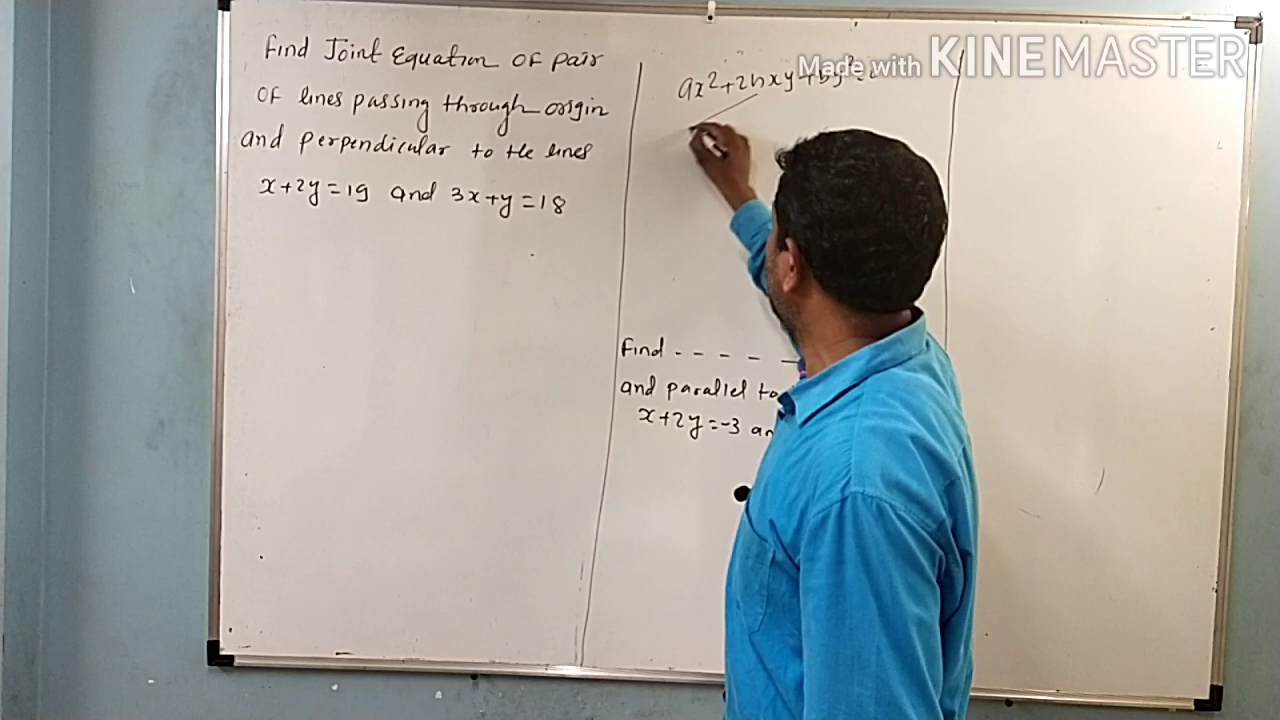 Find Joint Equation of pair
of lines passing through origin
and perpendicular to the lines
x+2y=19 and 3x+y=18
ax²+2hxy+by²=
Find - - - - -
and parallel to
x+2y=-3
Made with KINEMASTER